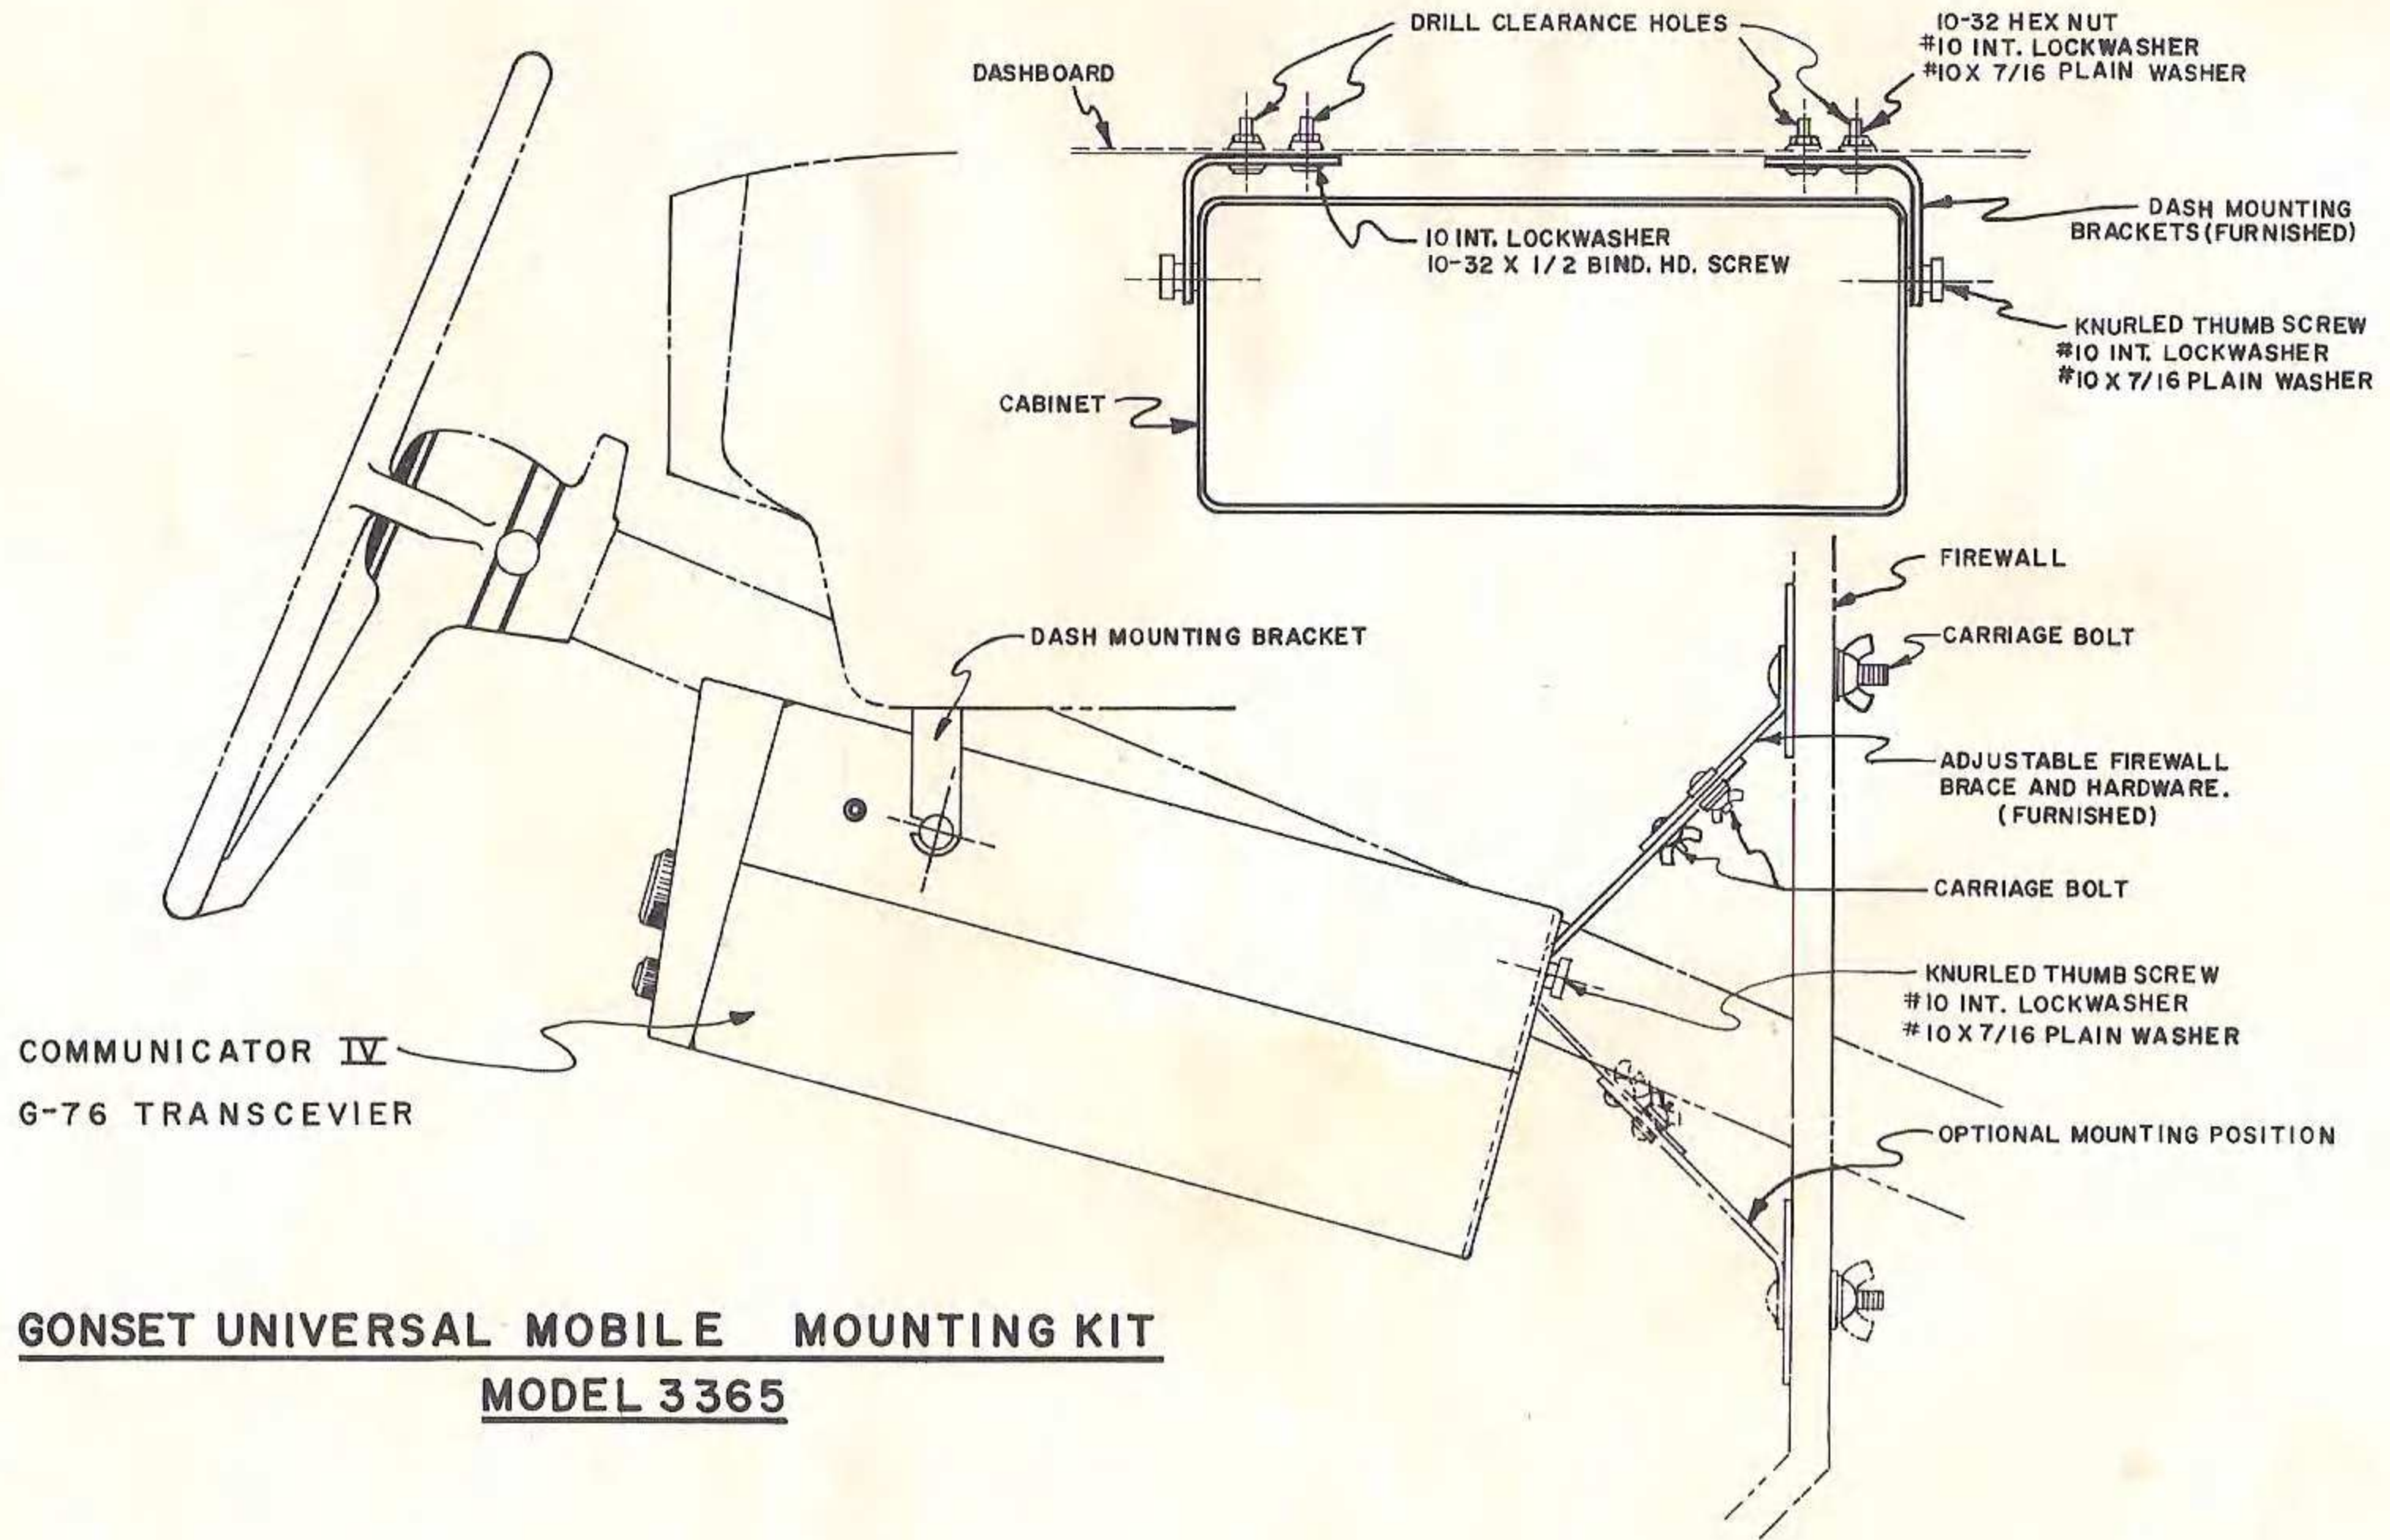 DRILL CLEARANCE HOLES
10-32 HEX NUT
#10 INT. LOCKWASHER
#10X 7/16 PLAIN WASHER
DASHBOARD
DASH MOUNTING
BRACKETS (FURNISHED)
10 INT. LOCKWASHER
10-32 X 1/2 BIND. HD. SCREW
KNURLED THUMB SCREW
#10 INT. LOCKWASHER
#10 X 7/16 PLAIN WASHER
CABINET
FIREWALL
CARRIAGE BOLT
DASH MOUNTING BRACKET
ADJUSTABLE FIREWALL
BRACE AND HARDWARE.
(FURNISHED)
CARRIAGE BOLT
KNURLED THUMB SCREW
#10 INT. LOCKWASHER
#10 X 7/16 PLAIN WASHER
COMMUNICATOR IV
G-76 TRANSCEVIER
OPTIONAL MOUNTING POSITION
GONSET UNIVERSAL MOBILE MOUNTING KIT
MODEL 3365